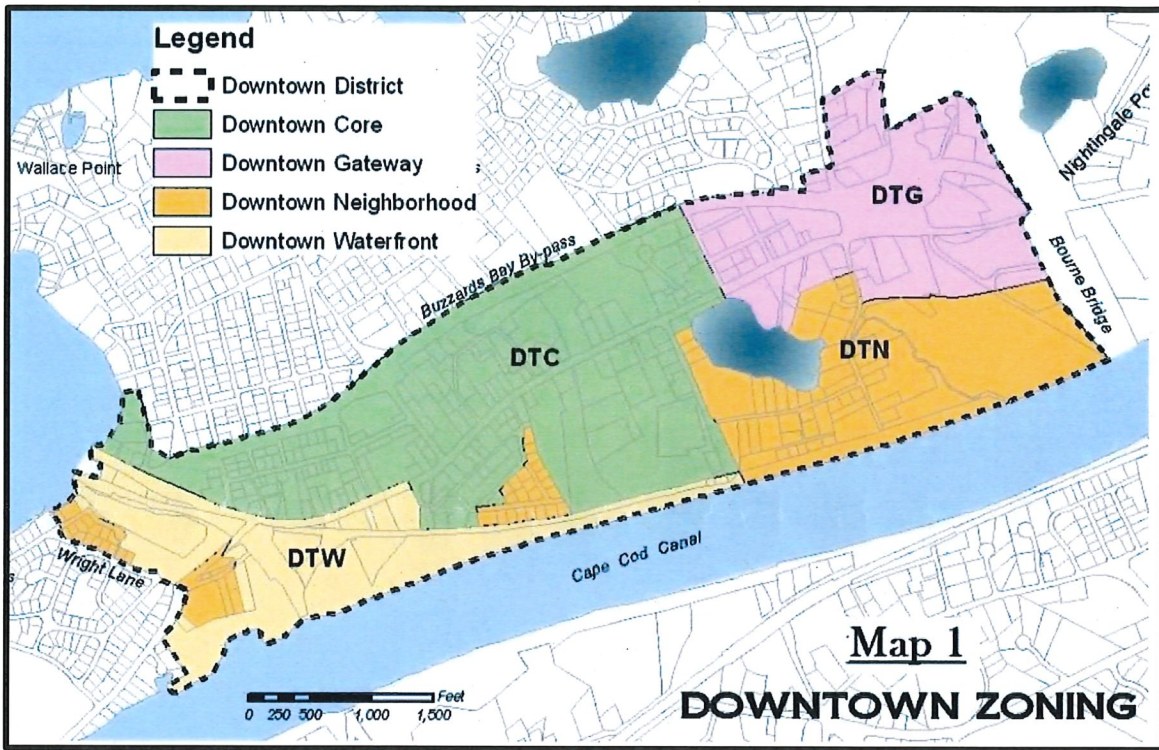 Legend
Downtown District
Downtown Core
Downtown Gateway
Downtown Neighborhood
Downtown Waterfront
Wallace Point
s
Nightingale Po
DTG
Buzzards Bay By-pass
Bourne Bridge
DTC
DTN
DTW
Wright Lane
s
Cape Cod Canal
Map 1
Feet
0 250 500 1,000 1,500
DOWNTOWN ZONING